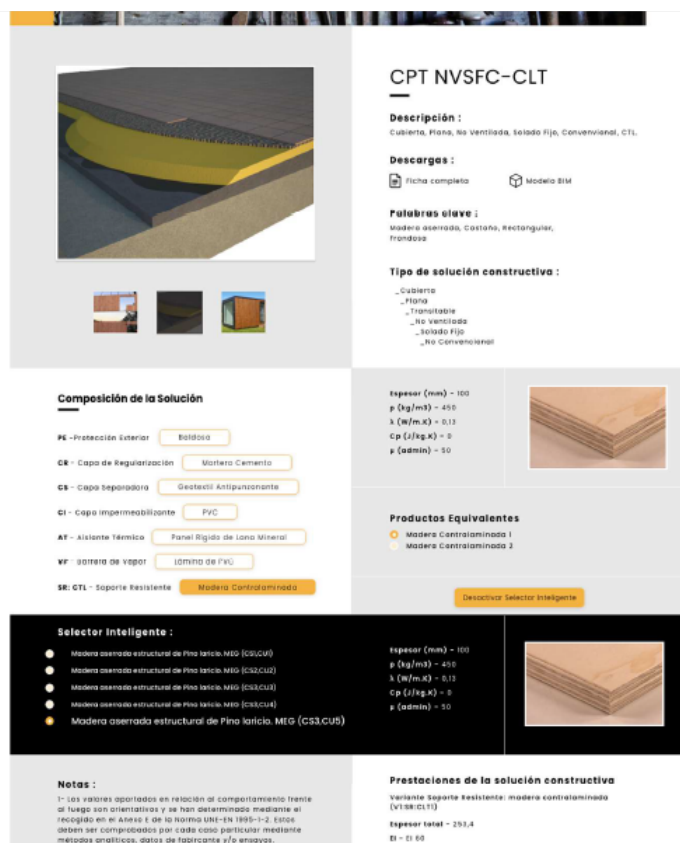 CPT NVSFC-CLT
Descripción :
Cubierta, Plana, No Ventilada, Solado Fijo, Convenvional, CTL,
Descargas :
Ficha completa
Modelo BIM
Palabras clave :
Madera aserrada, Castaño, Rectangular,
Frondosa
Tipo de solución constructiva :
_Cubierta
_Plana
_Transitable
_No Ventilada
_Solado Fijo
_No Convencional
Composición de la Solución
PE -Protección Exterior Baldosa
CR - Capa de Regularización Mortero Cemento
CS - Capa Separadora Geotextil Antipunzonante
CI - Capa Impermeabilizante PVC
AT - Aislante Térmico Panel Rígido de Lana Mineral
VF - Barrera de Vapor Lámina de PVC
SR: CTL - Soporte Resistente Madera Contralaminada
Espesor (mm) - 100
p (kg/m3) - 450
λ (W/m.K) - 0,13
Cp (J/kg.K) - 0
μ (admin) - 50
Productos Equivalentes
Madera Contralaminada 1
Madera Contralaminada 2
Desactivar Selector Inteligente
Selector Inteligente :
Madera aserrada estructural de Pino laricio. MEG (CS1,CU1)
Madera aserrada estructural de Pino laricio. MEG (CS2,CU2)
Madera aserrada estructural de Pino laricio. MEG (CS3,CU3)
Madera aserrada estructural de Pino laricio. MEG (CS3,CU4)
Madera aserrada estructural de Pino laricio. MEG (CS3,CU5)
Espesor (mm) - 100
p (kg/m3) - 450
λ (W/m.K) - 0,13
Cp (J/kg.K) - 0
μ (admin) - 50
Notas :
1- Los valores aportados en relación al comportamiento frente
al fuego son orientativos y se han determinado mediante el
recogido en el Anexo E de la Norma UNE-EN 1995-1-2. Estos
deben ser comprobados por cada caso particular mediante
métodos analíticos, datos de fabircante y/o ensayos.
Prestaciones de la solución constructiva
Variante Soporte Resistente: madera contralaminada
(V1:SR:CLT1)
Espesor total - 253,4
EI - EI 60